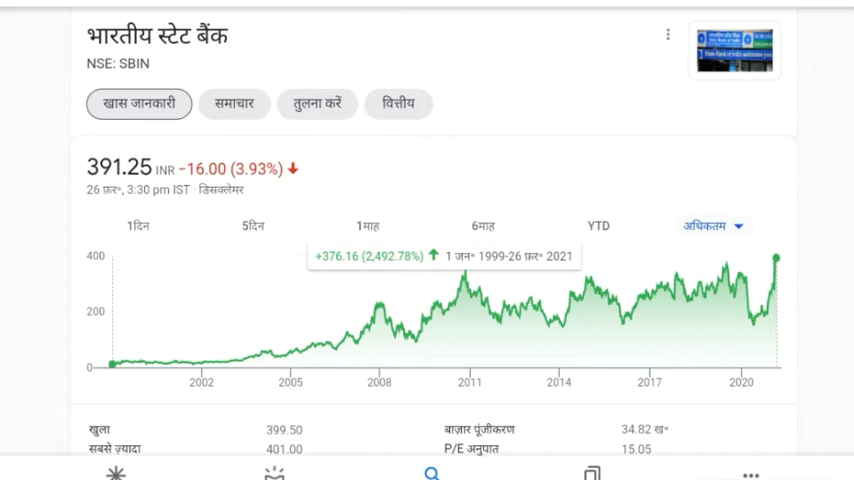 भारतीय स्टेट बैंक
NSE: SBIN
खास जानकारी
समाचार
तुलना करें
वित्तीय
391.25 INR −16.00 (3.93%)
26 फ़र॰, 3:30 pm IST · डिसक्लेमर
1दिन 5दिन 1माह 6माह YTD अधिकतम
+376.16 (2,492.78%) 1 जन॰ 1999-26 फ़र॰ 2021
400
200
0
2002 2005 2008 2011 2014 2017 2020
खुला 399.50 बाज़ार पूंजीकरण 34.82 ख॰
सबसे ज़्यादा 401.00 P/E अनुपात 15.05